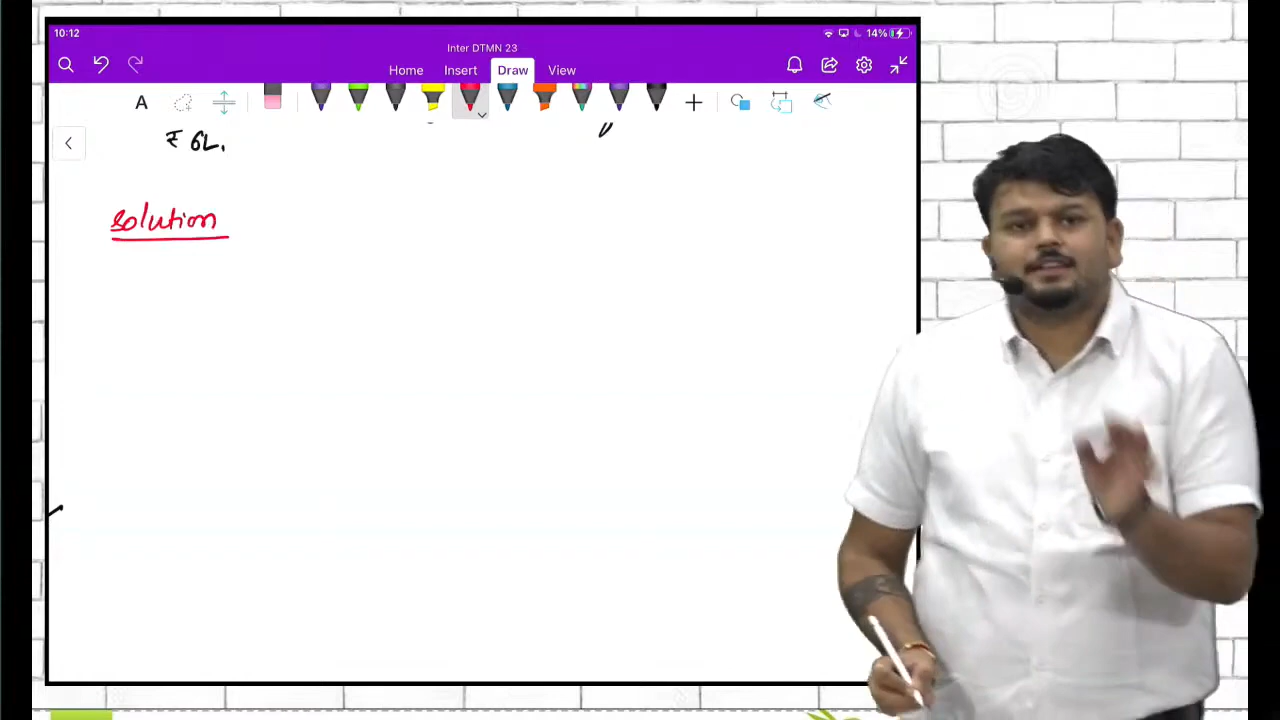 10:12
14%
Inter DTMN 23
Home Insert Draw View
A
₹ 6L.
Solution